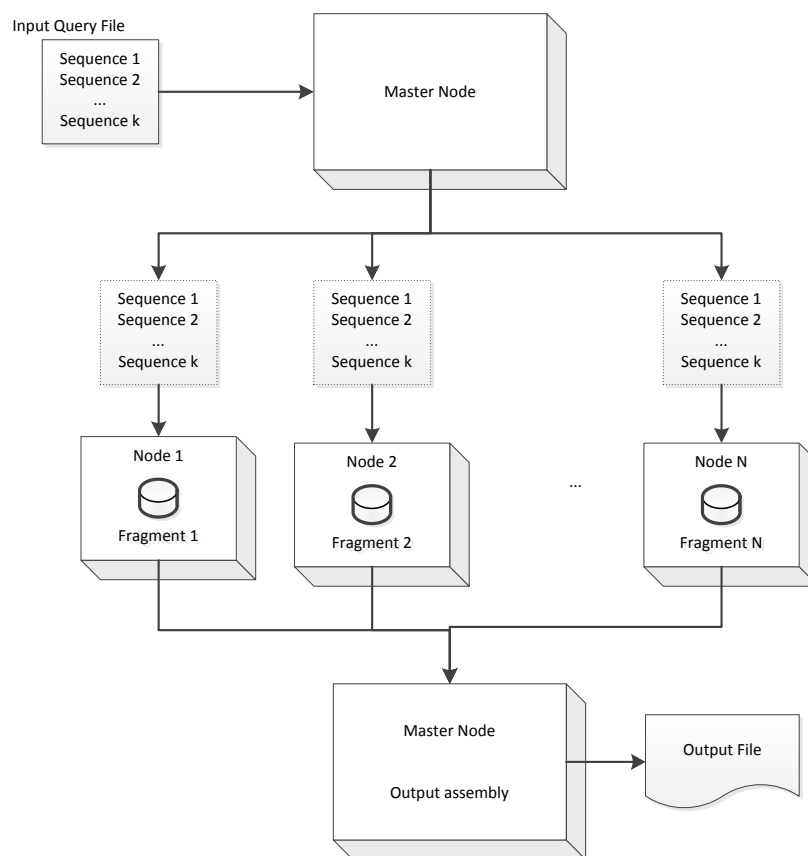 Input Query File
Sequence 1
Sequence 2
...
Sequence k
Master Node
Sequence 1
Sequence 2
...
Sequence k
Sequence 1
Sequence 2
...
Sequence k
Sequence 1
Sequence 2
...
Sequence k
Node 1
Fragment 1
Node 2
Fragment 2
...
Node N
Fragment N
Master Node
Output assembly
Output File